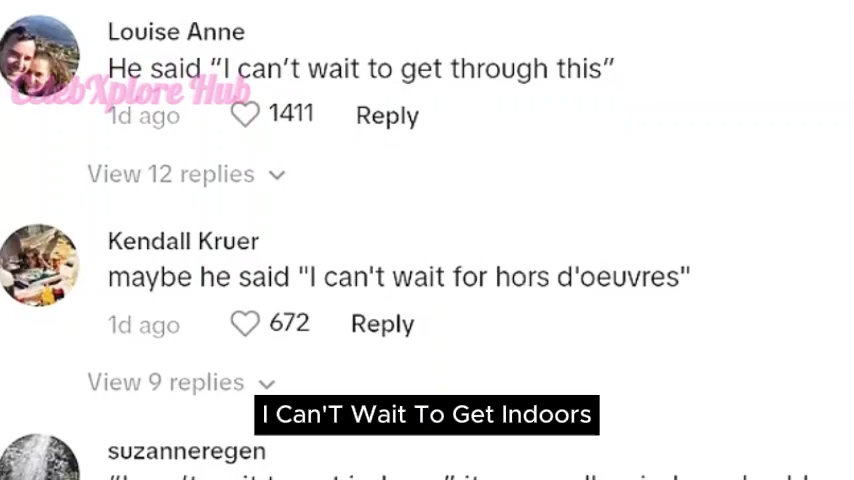 Louise Anne
He said “I can’t wait to get through this”
CelebXplore Hub
1d ago 1411 Reply
View 12 replies
Kendall Kruer
maybe he said "I can't wait for hors d'oeuvres"
1d ago 672 Reply
View 9 replies
I Can'T Wait To Get Indoors
suzanneregen